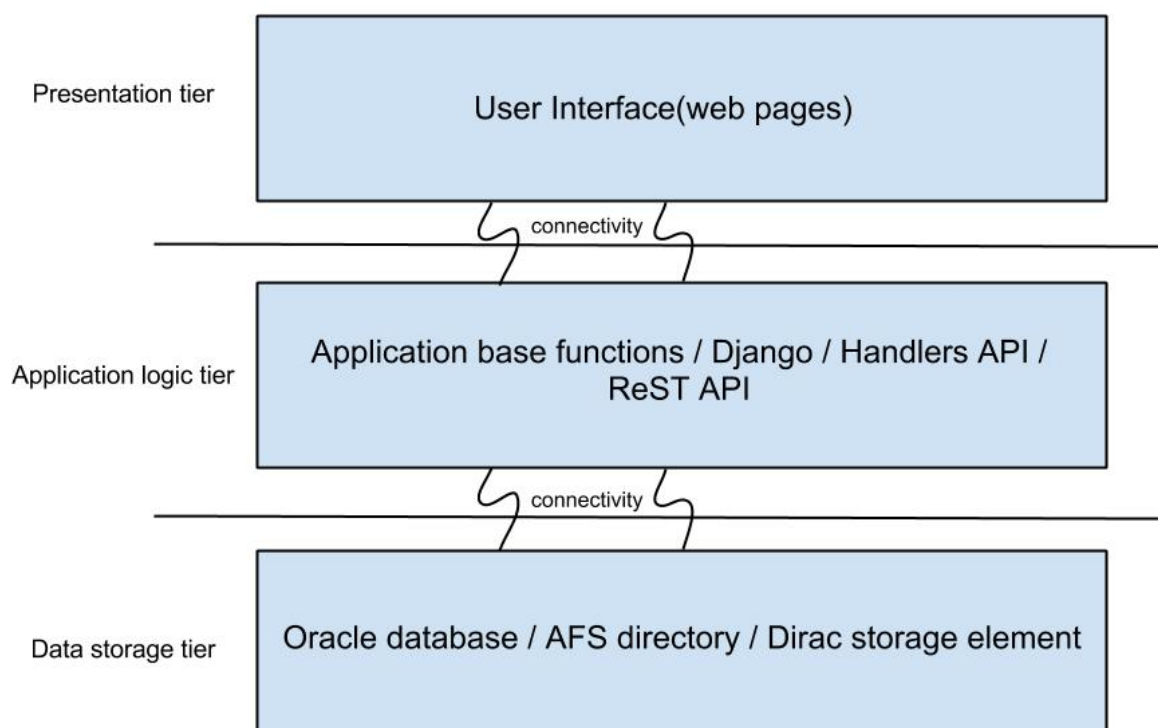 Presentation tier
User Interface(web pages)
connectivity
Application logic tier
Application base functions / Django / Handlers API /
ReST API
connectivity
Data storage tier
Oracle database / AFS directory / Dirac storage element